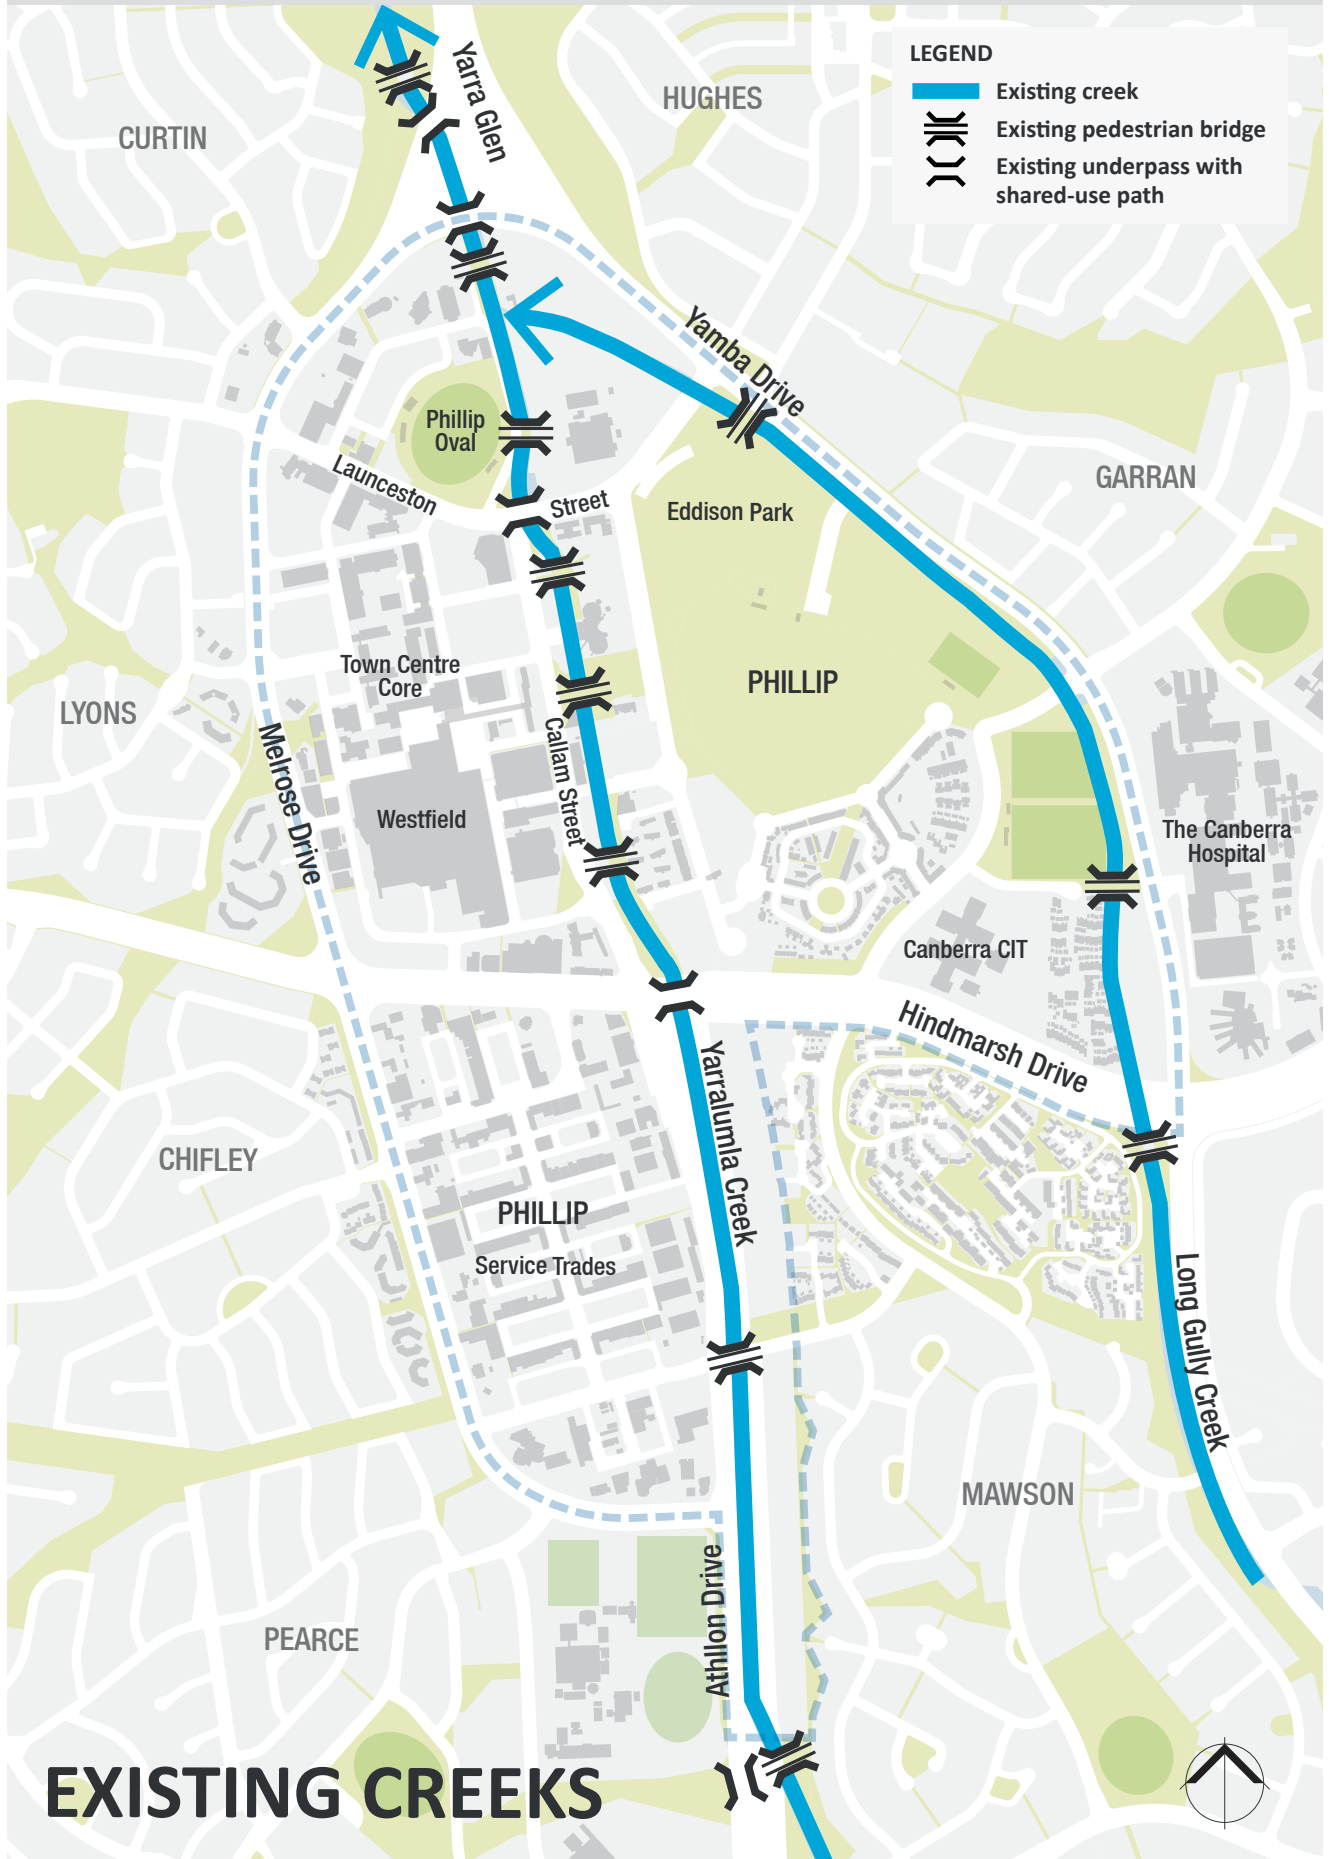 LEGEND
Existing creek
Existing pedestrian bridge
Existing underpass with
shared-use path
Yarra Glen
HUGHES
CURTIN
Yamba Drive
Phillip
Oval
Launceston
Street
Eddison Park
GARRAN
Town Centre
Core
PHILLIP
LYONS
Melrose Drive
Callam Street
Westfield
The Canberra
Hospital
Canberra CIT
Hindmarsh Drive
Yarralumla Creek
CHIFLEY
PHILLIP
Service Trades
Long Gully Creek
MAWSON
Athllon Drive
PEARCE
EXISTING CREEKS